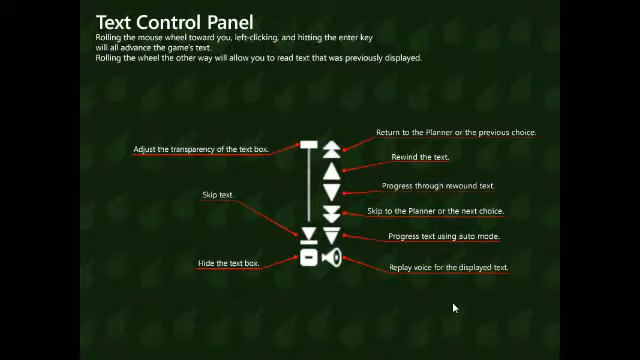 Text Control Panel
Rolling the mouse wheel toward you, left-clicking, and hitting the enter key
will all advance the game's text.
Rolling the wheel the other way will allow you to read text that was previously displayed.
Return to the Planner or the previous choice.
Adjust the transparency of the text box.
Rewind the text.
Progress through rewound text.
Skip text.
Skip to the Planner or the next choice.
Progress text using auto mode.
Hide the text box.
Replay voice for the displayed text.